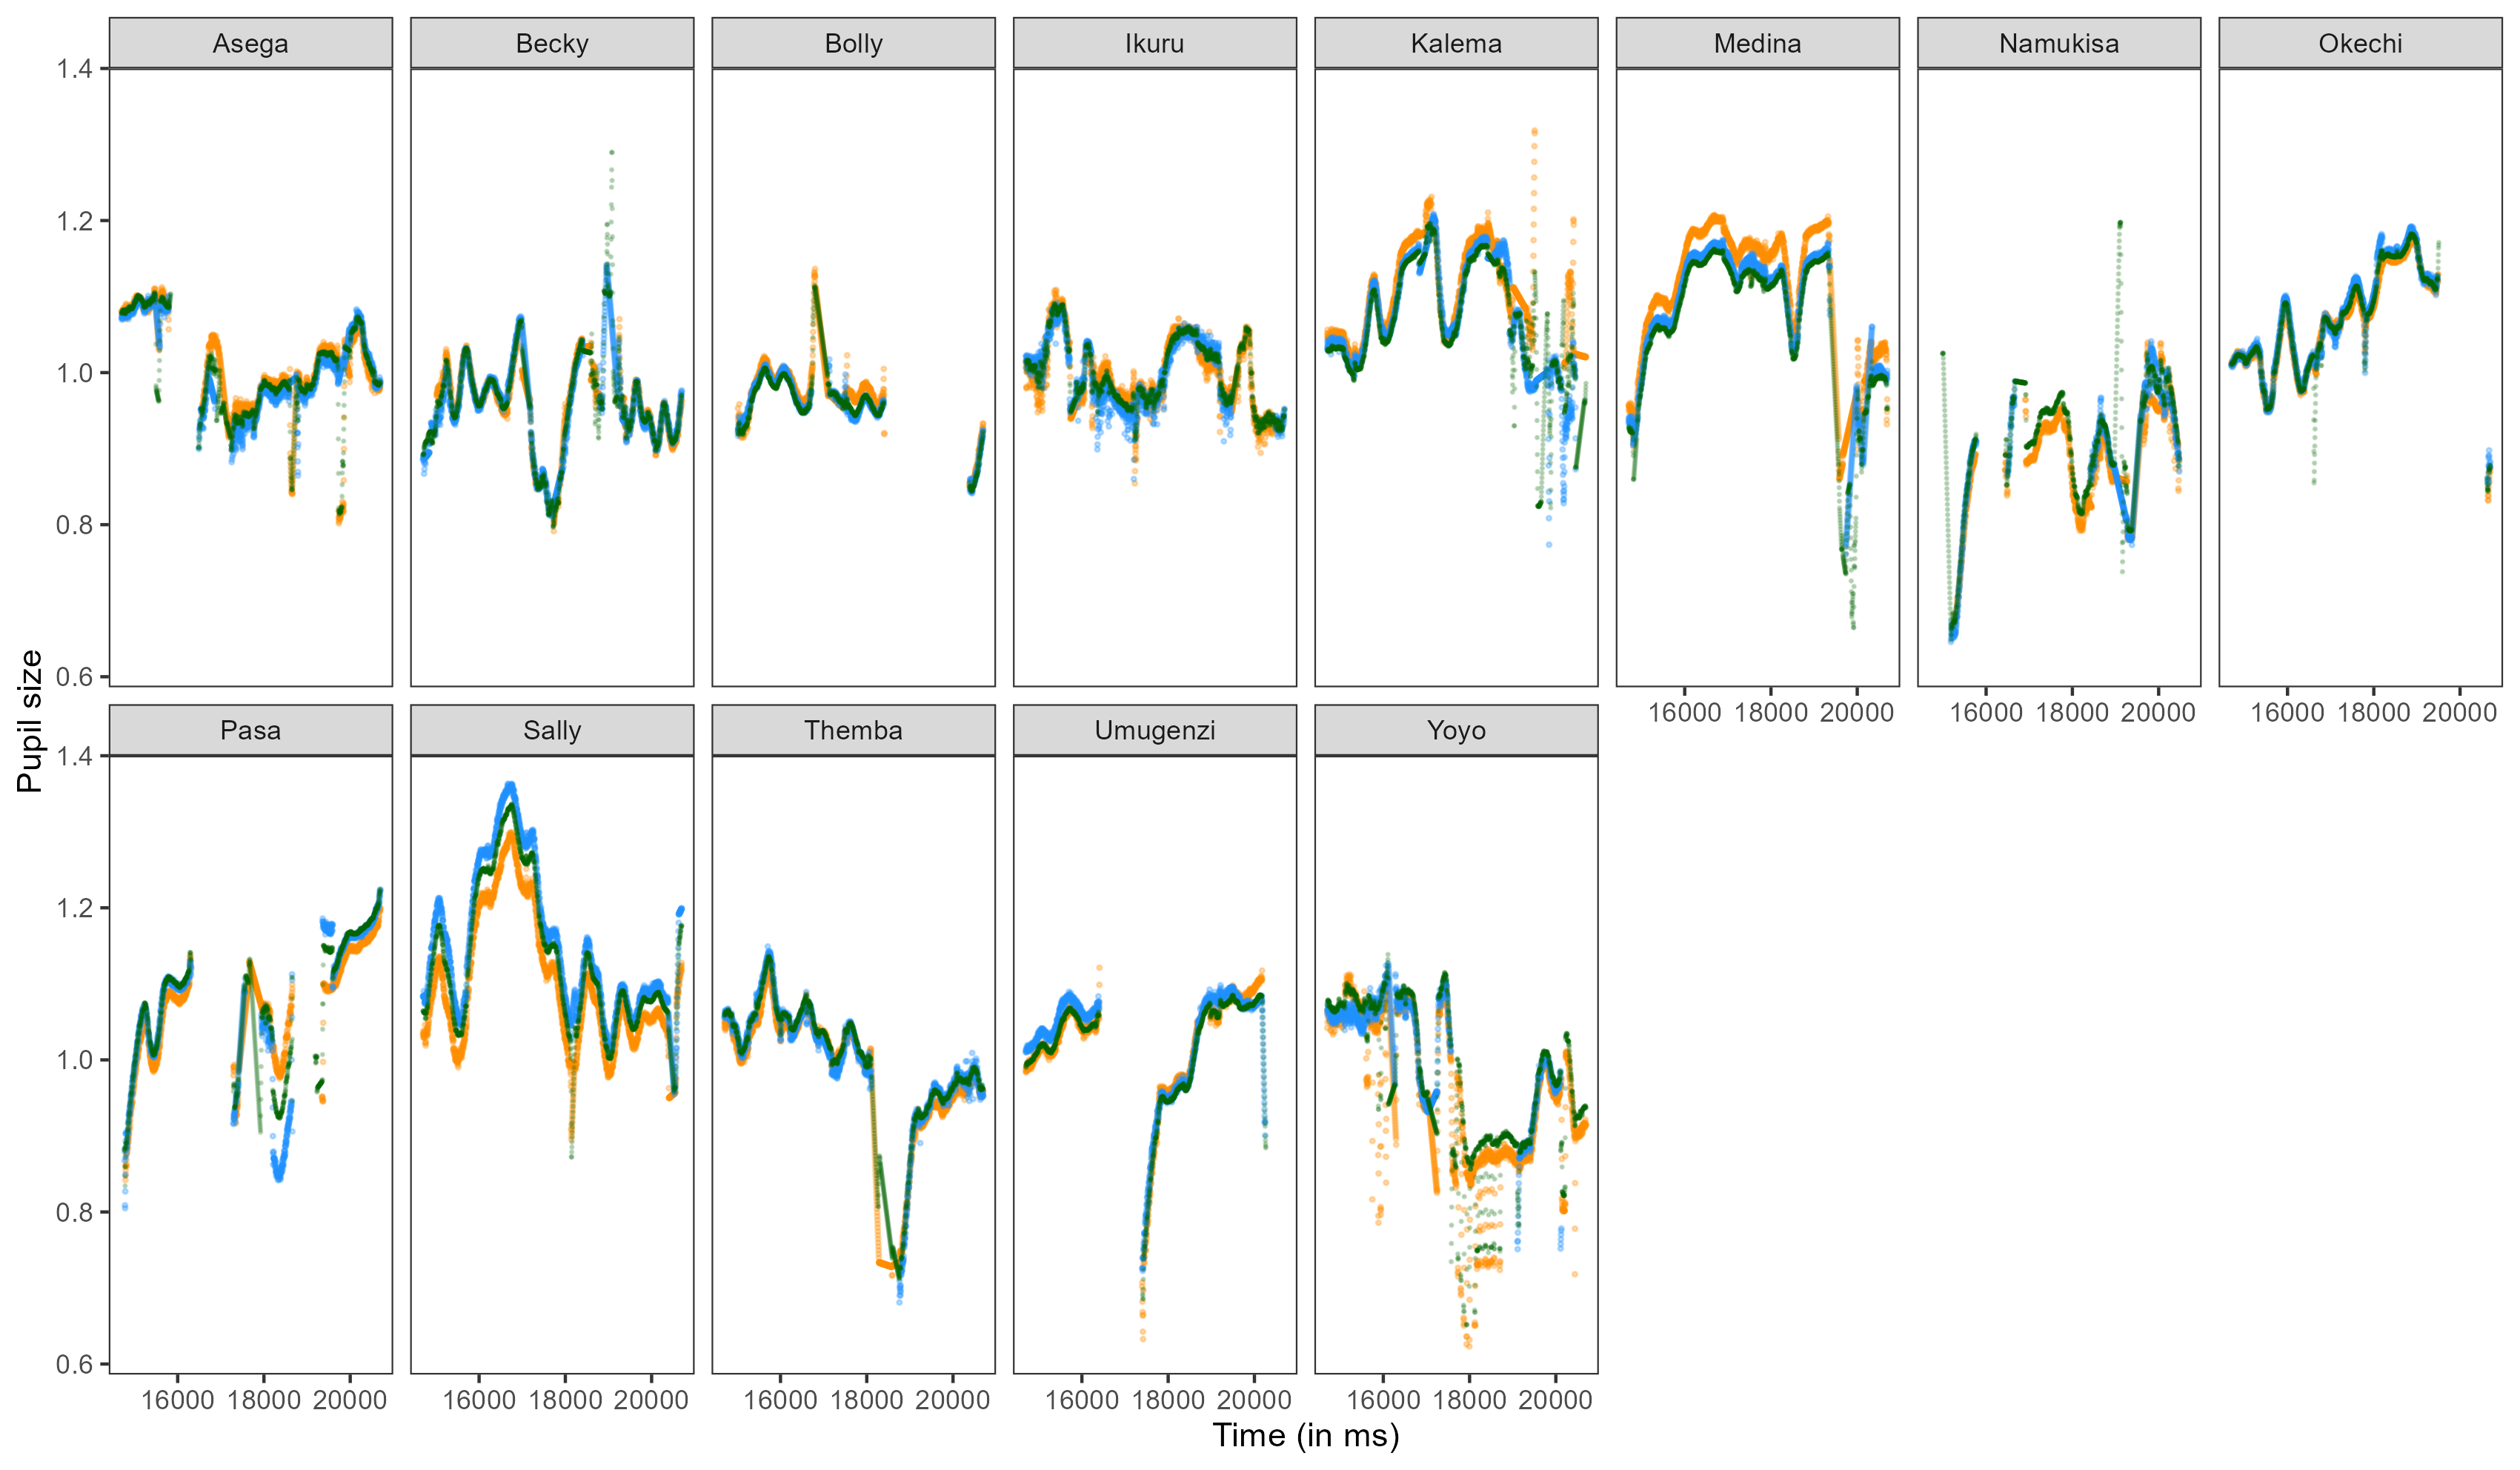 Asega Becky Bolly Ikuru Kalema Medina Namukisa Okechi
1.4
1.2
1.0
0.8
0.6
16000 18000 20000 16000 18000 20000 16000 18000 20000
Pasa Sally Themba Umugenzi Yoyo
1.4
1.2
1.0
0.8
0.6
16000 18000 20000 16000 18000 20000 16000 18000 20000 16000 18000 20000 16000 18000 20000
Pupil size
Time (in ms)